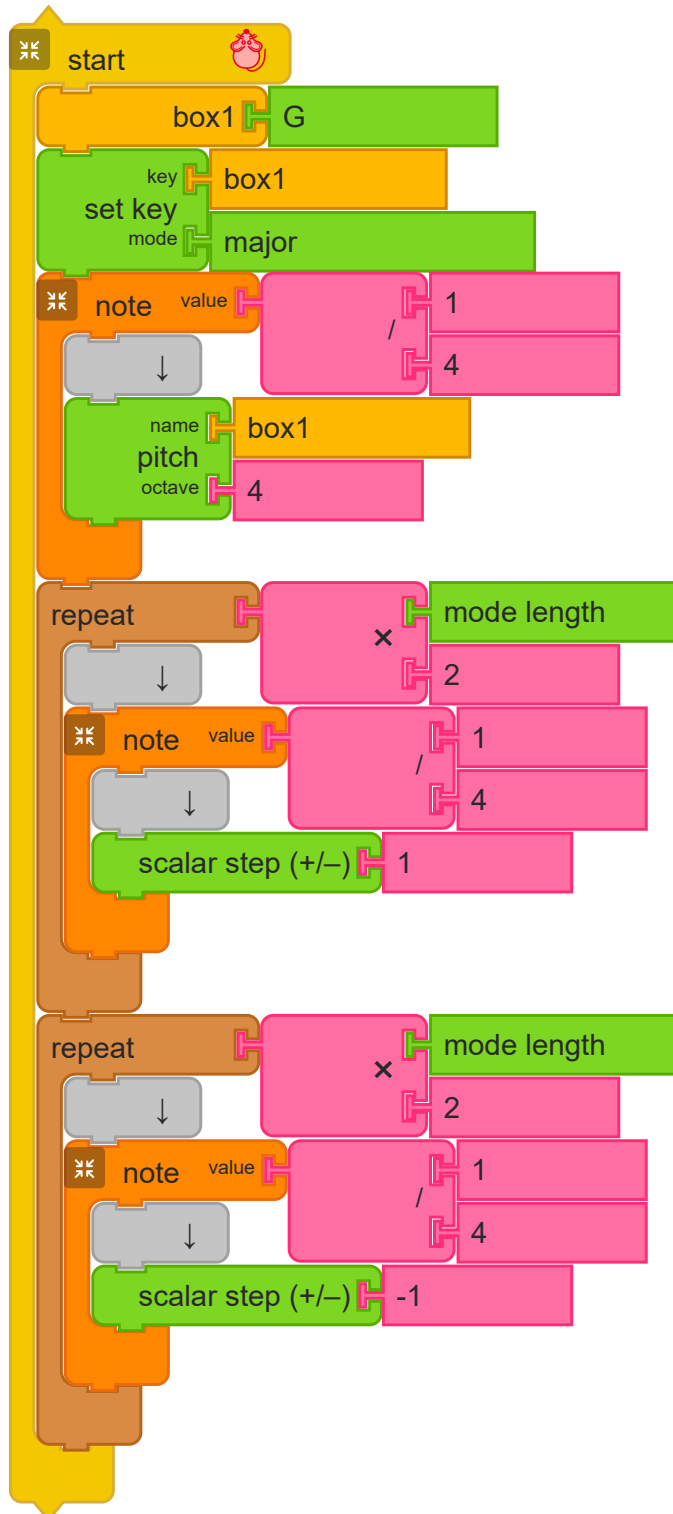 start
box1 G
key box1
set key
mode major
note value 1
/
4
↓
name box1
pitch
octave 4
repeat × mode length
2
↓
note value 1
/
4
↓
scalar step (+/–) 1
repeat × mode length
2
↓
note value 1
/
4
↓
scalar step (+/–) -1